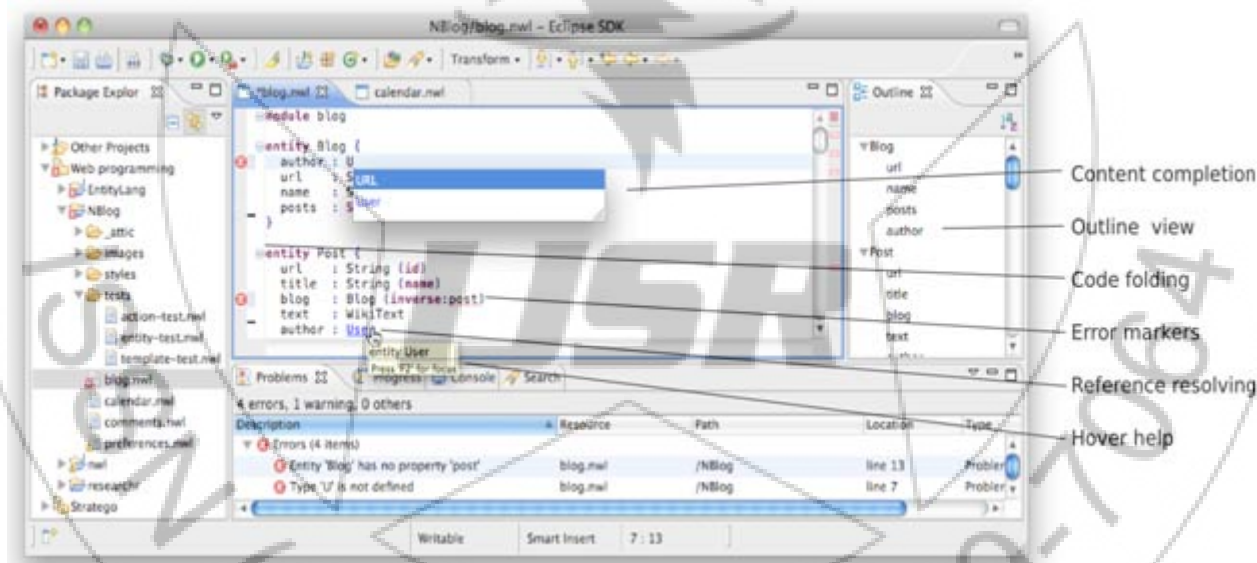 NBlog/blog.nwl - Eclipse SDK
Transform
Package Explor
Other Projects
Web programming
EntityLang
NBlog
_attic
images
styles
tests
action-test.nwl
entity-test.nwl
template-test.nwl
blog.nwl
calendar.nwl
comments.nwl
preferences.nwl
nwl
researchr
Stratego
*blog.nwl
calendar.nwl
module blog
entity Blog {
author : U
url : S
name : S
posts : S
}
URL
User
entity Post {
url : String (id)
title : String (name)
blog : Blog (inverse:post)
text : WikiText
author : User
entity User
Press 'F2' for focus
Outline
Blog
url
name
posts
author
Post
url
title
blog
text
author
Content completion
Outline view
Code folding
Error markers
Reference resolving
Hover help
Problems
Progress
Console
Search
4 errors, 1 warning, 0 others
Description Resource Path Location Type
Errors (4 items)
Entity 'Blog' has no property 'post' blog.nwl /NBlog line 13 Probler
Type 'U' is not defined blog.nwl /NBlog line 7 Probler
Writable Smart Insert 7 : 13
USR
-064